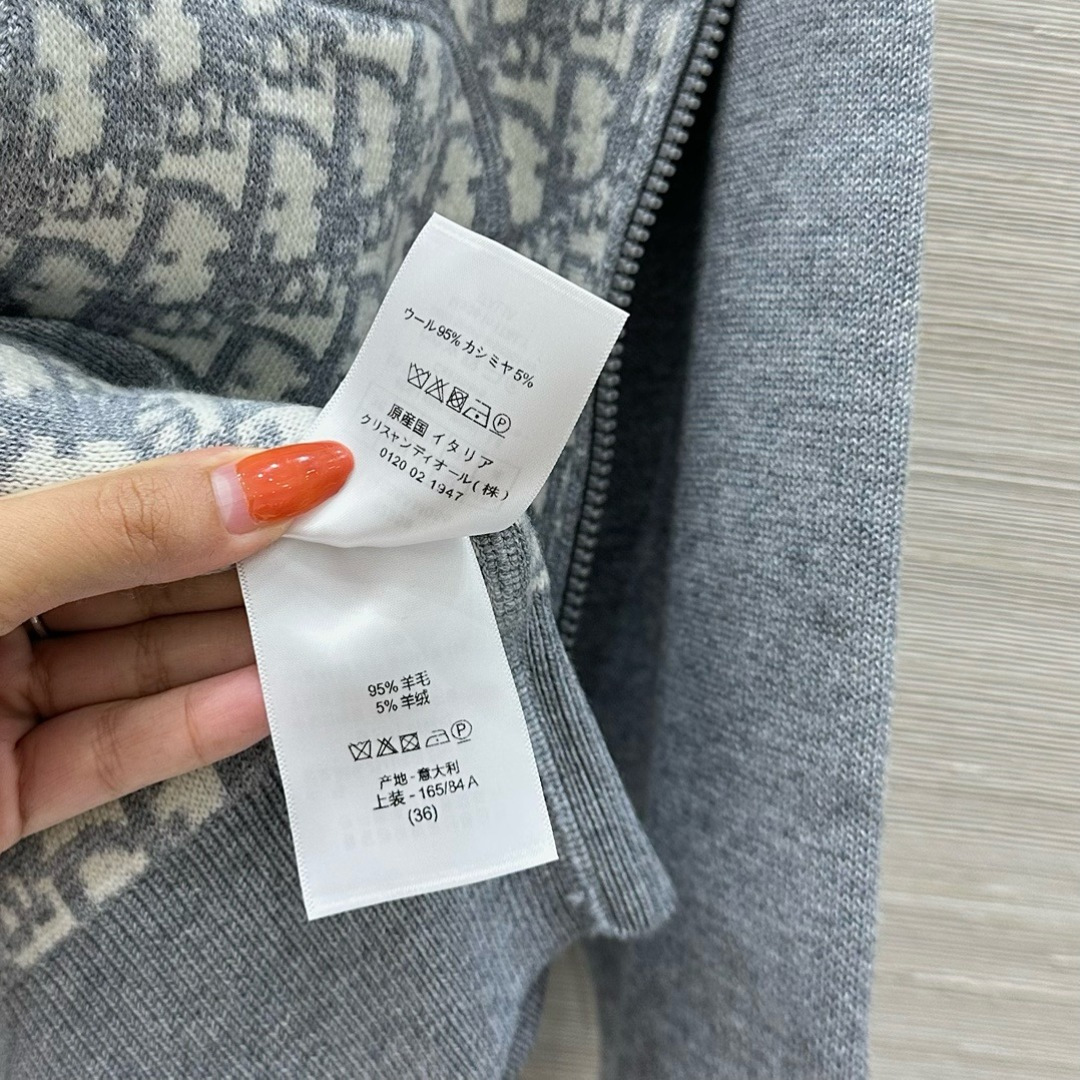 ウール95% カシミヤ5%
P
原産国 イタリア
クリスャンディオール(株)
0120 02 1947
95% 羊毛
5% 羊绒
P
产地-意大利
上装-165/84 A
(36)